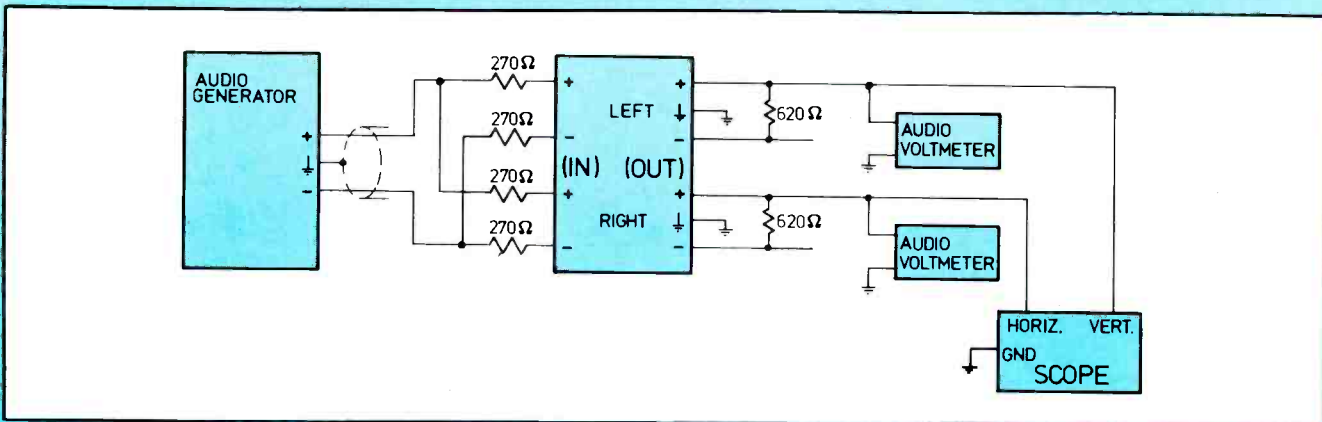 AUDIO
GENERATOR
+
-
270Ω
270Ω
270Ω
270Ω
+
-
+
-
LEFT
(IN) (OUT)
RIGHT
+
-
+
-
620Ω
620Ω
AUDIO
VOLTMETER
AUDIO
VOLTMETER
HORIZ. VERT.
GND
SCOPE